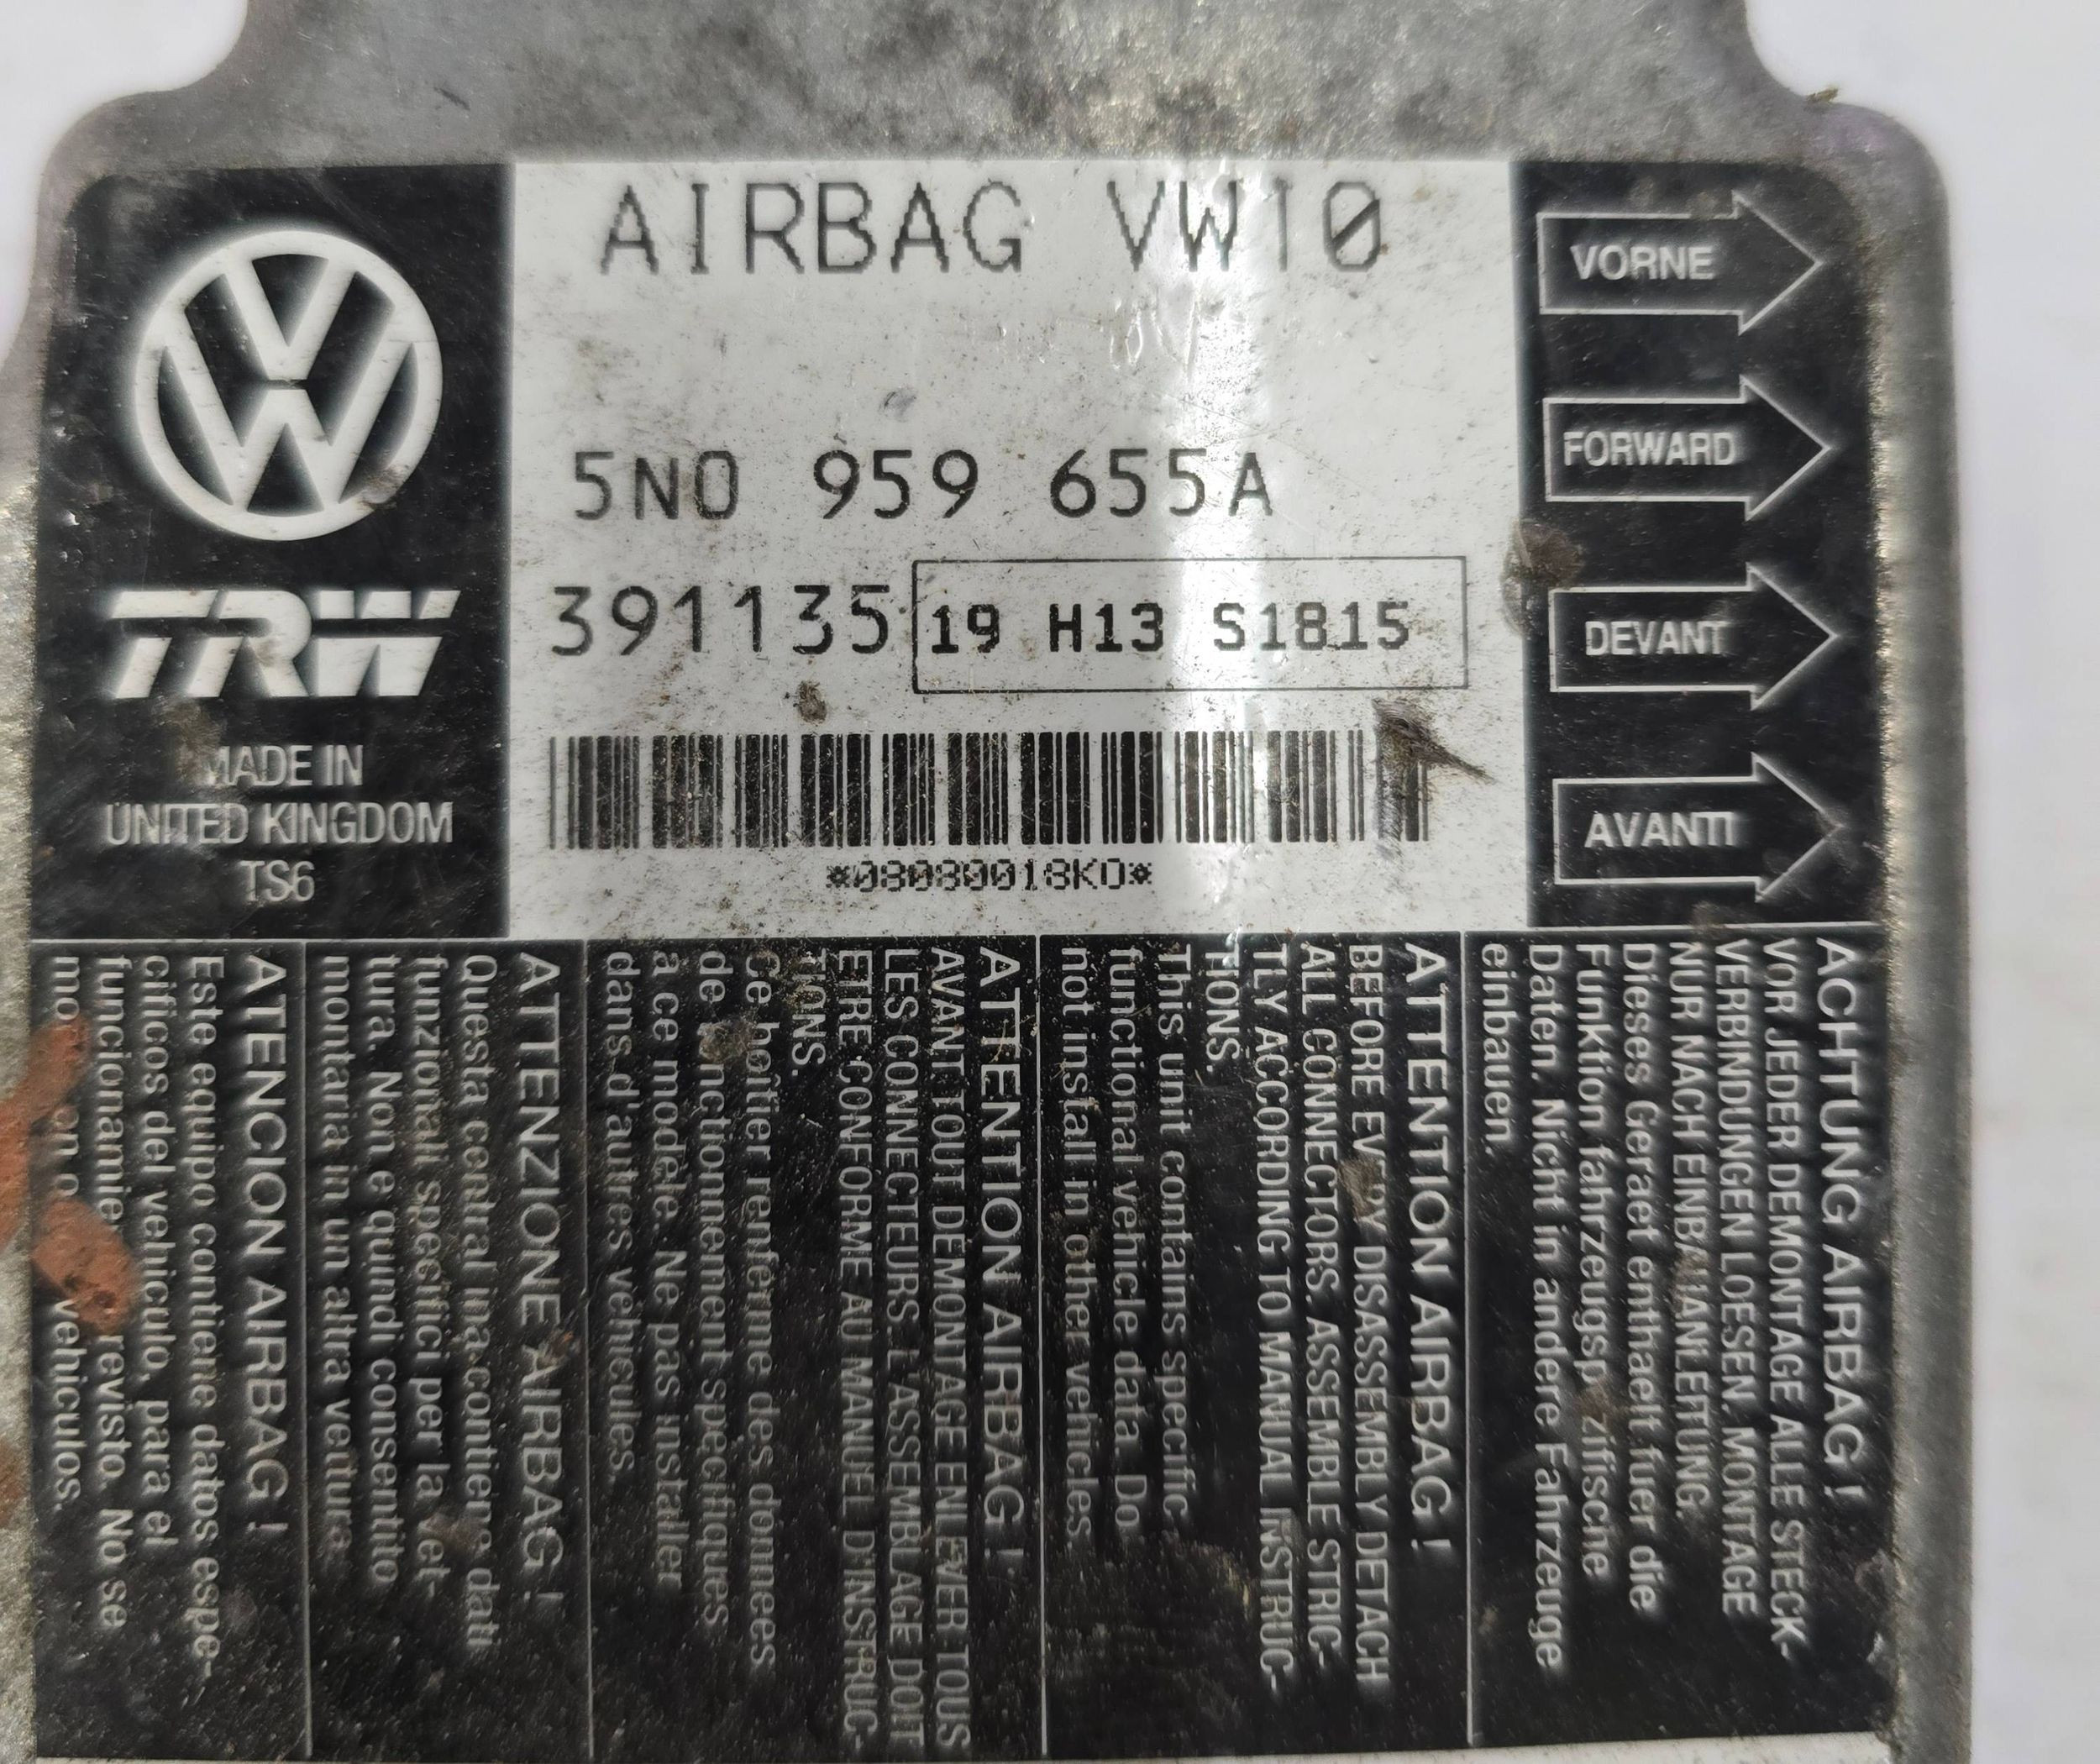 AIRBAG VW10
5N0 959 655A
391135 19 H13 S1815
*08080018KO*
VW
TRW
MADE IN
UNITED KINGDOM
TS6
VORNE
FORWARD
DEVANT
AVANTI
ACHTUNG AIRBAG !
VOR JEDER DEMONTAGE ALLE STECK-
VERBINDUNGEN LOESEN. MONTAGE
NUR NACH EINBAUANLEITUNG
Dieses Geraet enthaelt fuer die
Funktion fahrzeugspezifische
Daten. Nicht in andere Fahrzeuge
einbauen.
ATTENTION AIRBAG !
BEFORE EVERY DISASSEMBLY DETACH
ALL CONNECTORS. ASSEMBLE STRIC-
TLY ACCORDING TO MANUAL INSTRUC-
TIONS.
This unit contains specific
functional vehicle data. Do
not install in other vehicles
ATTENTION AIRBAG !
AVANT TOUT DEMONTAGE ENLEVER TOUS
LES CONNECTEURS. L'ASSEMBLAGE DOIT
ETRE CONFORME AU MANUEL D'INSTRUC-
TIONS.
Ce boîtier renferme des donnees
de fonctionnement specifiques
a ce modele. Ne pas installer
dans d'autres vehicules.
ATTENZIONE AIRBAG !
Questa centralina contiene dati
funzionali specifici per la vet-
tura. Non e quindi consentito
montarla in un altra vettura
ATENCION AIRBAG !
Este equipo contiene datos espe-
cificos del vehiculo, para el
funcionamiento revisto. No se
vehiculos.